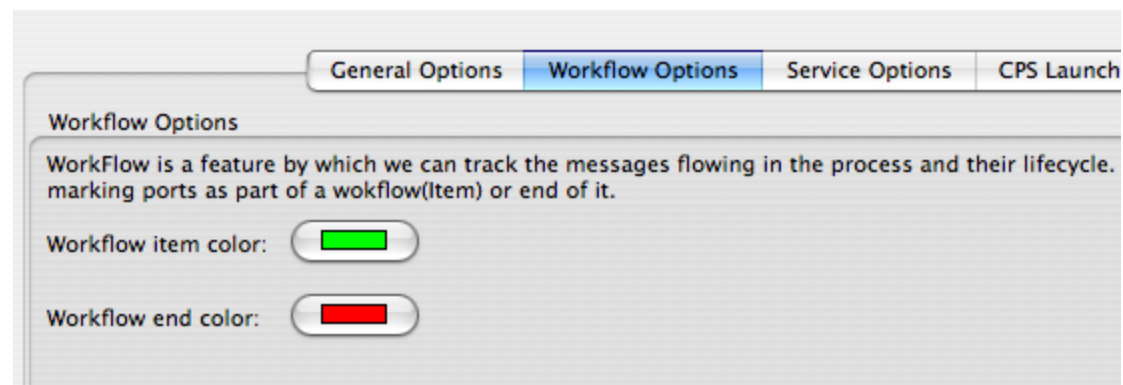 General Options Workflow Options Service Options CPS Launch
Workflow Options
WorkFlow is a feature by which we can track the messages flowing in the process and their lifecycle.
marking ports as part of a wokflow(Item) or end of it.
Workflow item color:
Workflow end color: